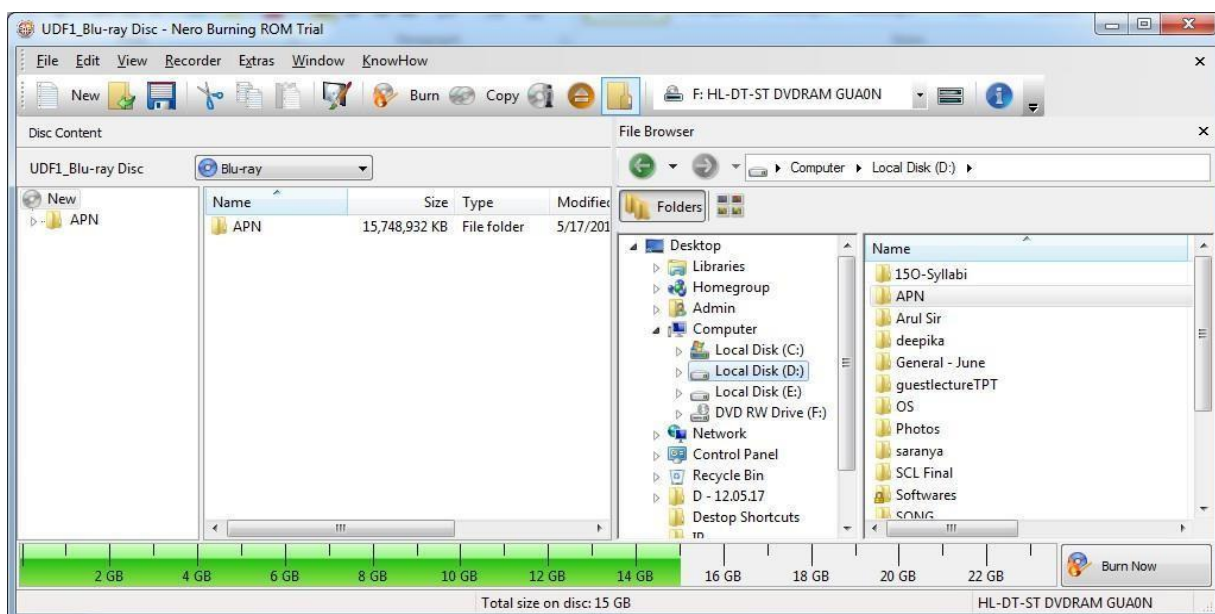 UDF1_Blu-ray Disc - Nero Burning ROM Trial
File Edit View Recorder Extras Window KnowHow
New Burn Copy F: HL-DT-ST DVDRAM GUA0N
Disc Content
UDF1_Blu-ray Disc Blu-ray
New
APN
Name Size Type Modified
APN 15,748,932 KB File folder 5/17/201
File Browser
Computer Local Disk (D:)
Folders
Desktop
Libraries
Homegroup
Admin
Computer
Local Disk (C:)
Local Disk (D:)
Local Disk (E:)
DVD RW Drive (F:)
Network
Control Panel
Recycle Bin
D - 12.05.17
Destop Shortcuts
IP
Name
15O-Syllabi
APN
Arul Sir
deepika
General - June
guestlectureTPT
OS
Photos
saranya
SCL Final
Softwares
SONG
2 GB 4 GB 6 GB 8 GB 10 GB 12 GB 14 GB 16 GB 18 GB 20 GB 22 GB Burn Now
Total size on disc: 15 GB HL-DT-ST DVDRAM GUA0N